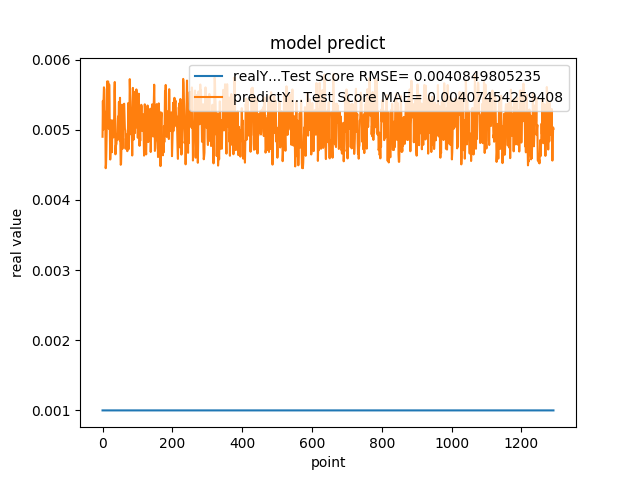 model predict
realY...Test Score RMSE= 0.0040849805235
predictY...Test Score MAE= 0.00407454259408
0.006
0.005
0.004
0.003
0.002
0.001
real value
0 200 400 600 800 1000 1200
point